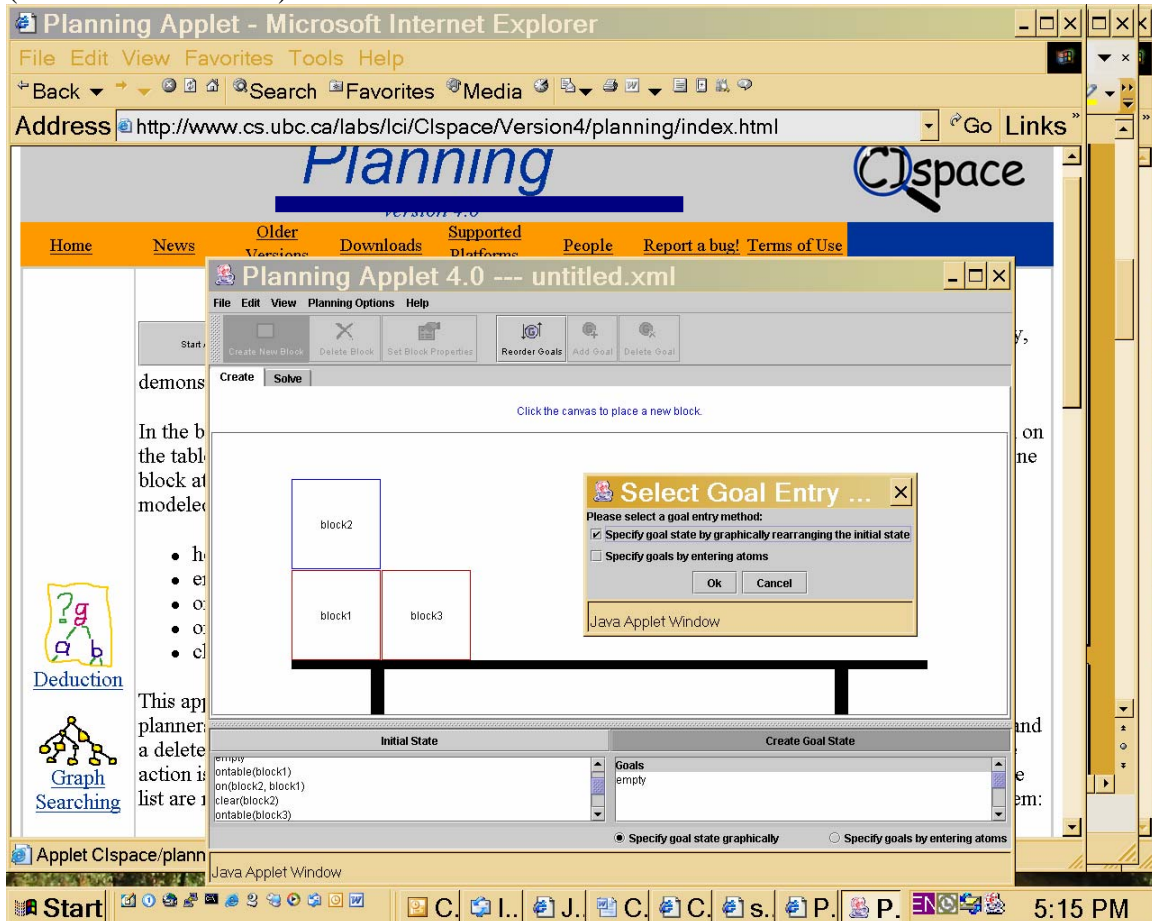 Planning Applet - Microsoft Internet Explorer
File Edit View Favorites Tools Help
Back Search Favorites Media
Address http://www.cs.ubc.ca/labs/lci/CIspace/Version4/planning/index.html Go Links »
Planning
CIspace
Version 4.0
Home News Older Versions Downloads Supported Platforms People Report a bug! Terms of Use
Planning Applet 4.0 --- untitled.xml
File Edit View Planning Options Help
Create New Block Delete Block Set Block Properties Reorder Goals Add Goal Delete Goal
Start
Create Solve
demons
Click the canvas to place a new block.
In the b
on
the tabl
ne
block at
modeled
block2
Select Goal Entry ...
Please select a goal entry method:
Specify goal state by graphically rearranging the initial state
Specify goals by entering atoms
Ok Cancel
Java Applet Window
block1 block3
Deduction
This app
planners
and
a delete
action is
list are
em:
Graph
Searching
Initial State Create Goal State
empty
ontable(block1)
on(block2, block1)
clear(block2)
ontable(block3)
Goals
empty
Specify goal state graphically Specify goals by entering atoms
Applet CIspace/plann
Java Applet Window
Start C. I.. J.. C. C. s.. P. P. EN 5:15 PM